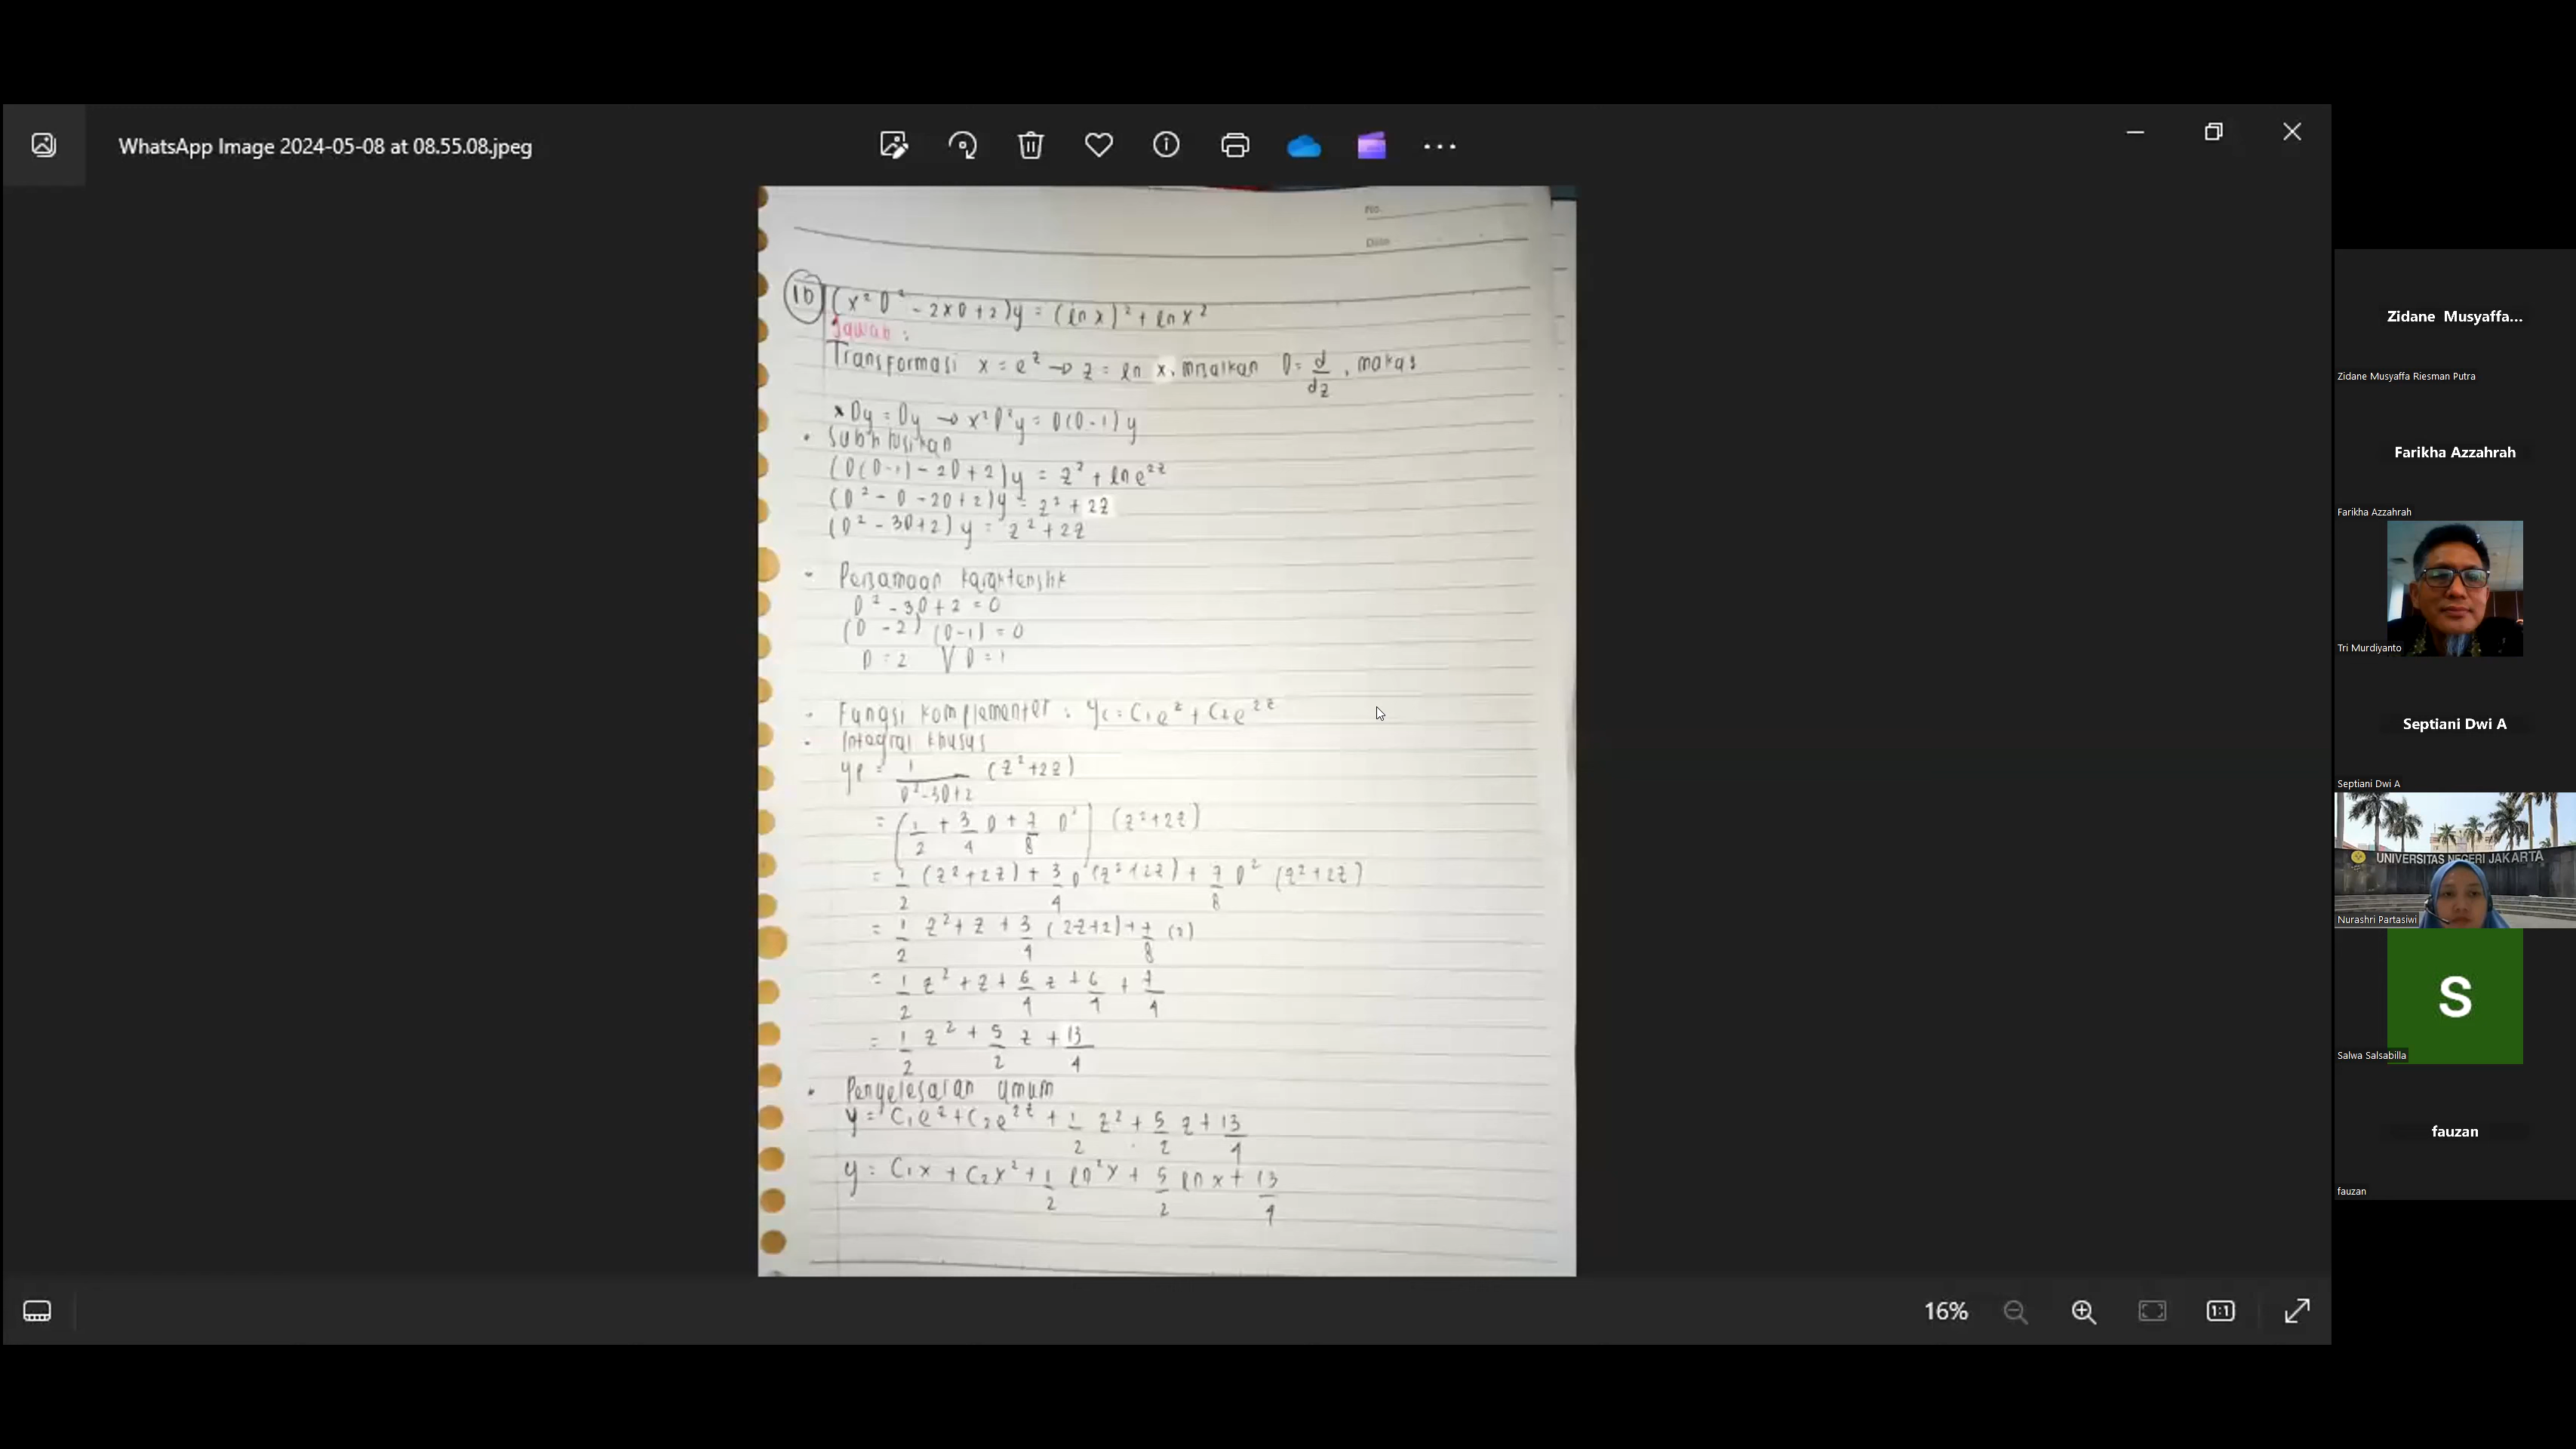 WhatsApp Image 2024-05-08 at 08.55.08.jpeg
No.
Date
10 (x² D² - 2xD + 2)y = (ln x)² + ln x²
Jawab :
Transformasi x = e^z → z = ln x, misalkan D = d/dz, maka :
xDy = Dy → x²D²y = D(D-1)y
• Subtitusikan
(D(D-1) - 2D + 2)y = z² + ln e^2z
(D² - D - 2D + 2)y = z² + 2z
(D² - 3D + 2)y = z² + 2z
- Persamaan Karakteristik
D² - 3D + 2 = 0
(D - 2) (D - 1) = 0
D = 2 V D = 1
- Fungsi komplementer : yc = C₁e^z + C₂e^2z
• Integral khusus
yp = 1/(D² - 3D + 2) (z² + 2z)
= (1/2 + 3/4 D + 7/8 D²) (z² + 2z)
= 1/2 (z² + 2z) + 3/4 D (z² + 2z) + 7/8 D² (z² + 2z)
= 1/2 z² + z + 3/4 (2z + 2) + 7/8 (2)
= 1/2 z² + z + 6/4 z + 6/4 + 7/4
= 1/2 z² + 5/2 z + 13/4
• Penyelesaian Umum
y = C₁e^z + C₂e^2z + 1/2 z² + 5/2 z + 13/4
y = C₁x + C₂x² + 1/2 ln²x + 5/2 ln x + 13/4
16%
1:1
Zidane Musyaffa...
Zidane Musyaffa Riesman Putra
Farikha Azzahrah
Farikha Azzahrah
Tri Murdiyanto
Septiani Dwi A
Septiani Dwi A
UNIVERSITAS NEGERI JAKARTA
Nurashri Partasiwi
S
Salwa Salsabilla
fauzan
fauzan